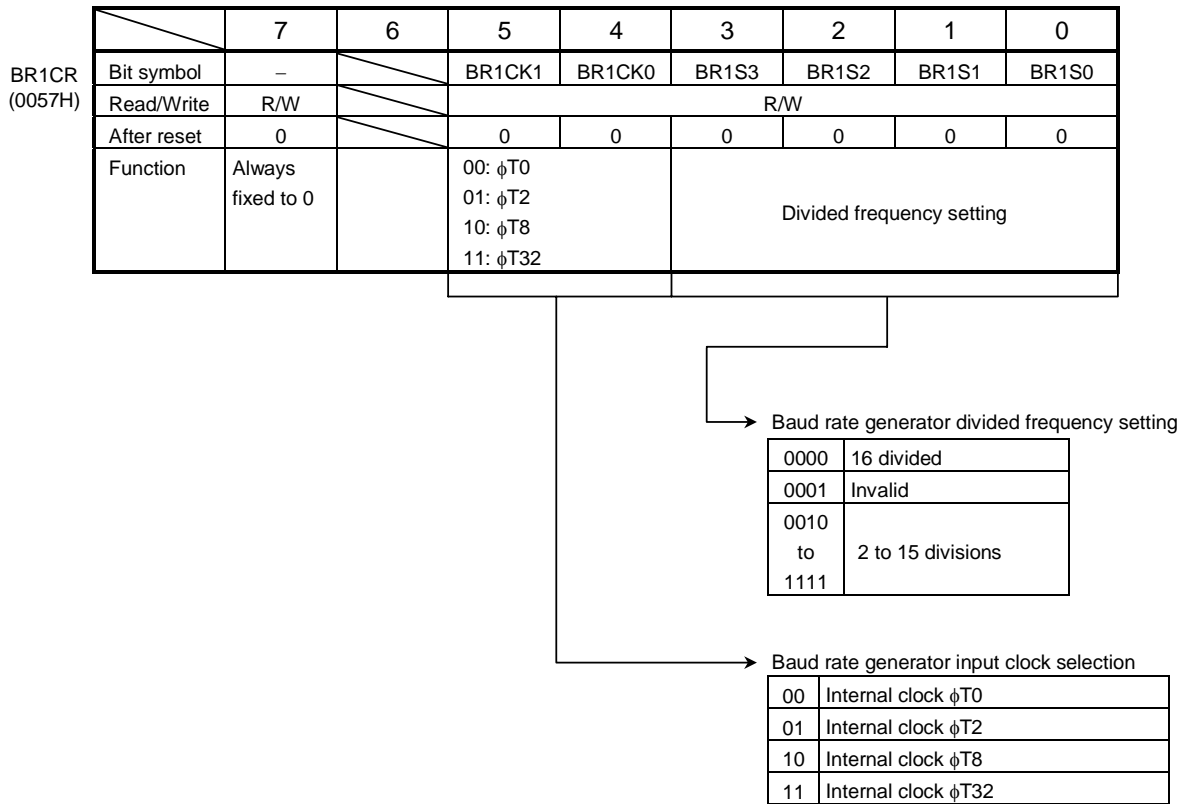 7 6 5 4 3 2 1 0
BR1CR
(0057H)
Bit symbol – BR1CK1 BR1CK0 BR1S3 BR1S2 BR1S1 BR1S0
Read/Write R/W R/W
After reset 0 0 0 0 0 0 0
Function Always
fixed to 0
00: φT0
01: φT2
10: φT8
11: φT32
Divided frequency setting
Baud rate generator divided frequency setting
0000 16 divided
0001 Invalid
0010
to 2 to 15 divisions
1111
Baud rate generator input clock selection
00 Internal clock φT0
01 Internal clock φT2
10 Internal clock φT8
11 Internal clock φT32